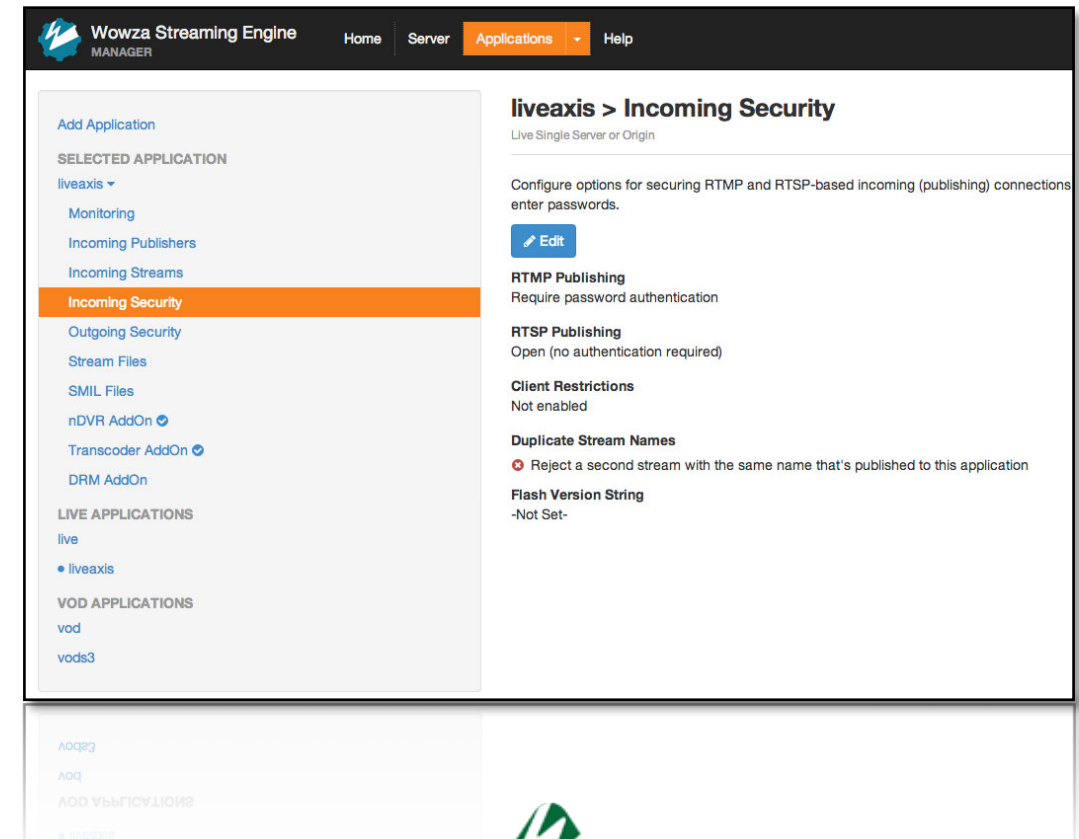 Wowza Streaming Engine
MANAGER
Home
Server
Applications
Help
Add Application
SELECTED APPLICATION
liveaxis
Monitoring
Incoming Publishers
Incoming Streams
Incoming Security
Outgoing Security
Stream Files
SMIL Files
nDVR AddOn
Transcoder AddOn
DRM AddOn
LIVE APPLICATIONS
live
• liveaxis
VOD APPLICATIONS
vod
vods3
liveaxis > Incoming Security
Live Single Server or Origin
Configure options for securing RTMP and RTSP-based incoming (publishing) connections
enter passwords.
Edit
RTMP Publishing
Require password authentication
RTSP Publishing
Open (no authentication required)
Client Restrictions
Not enabled
Duplicate Stream Names
Reject a second stream with the same name that's published to this application
Flash Version String
-Not Set-
vods3
vod
VOD APPLICATIONS
• liveaxis